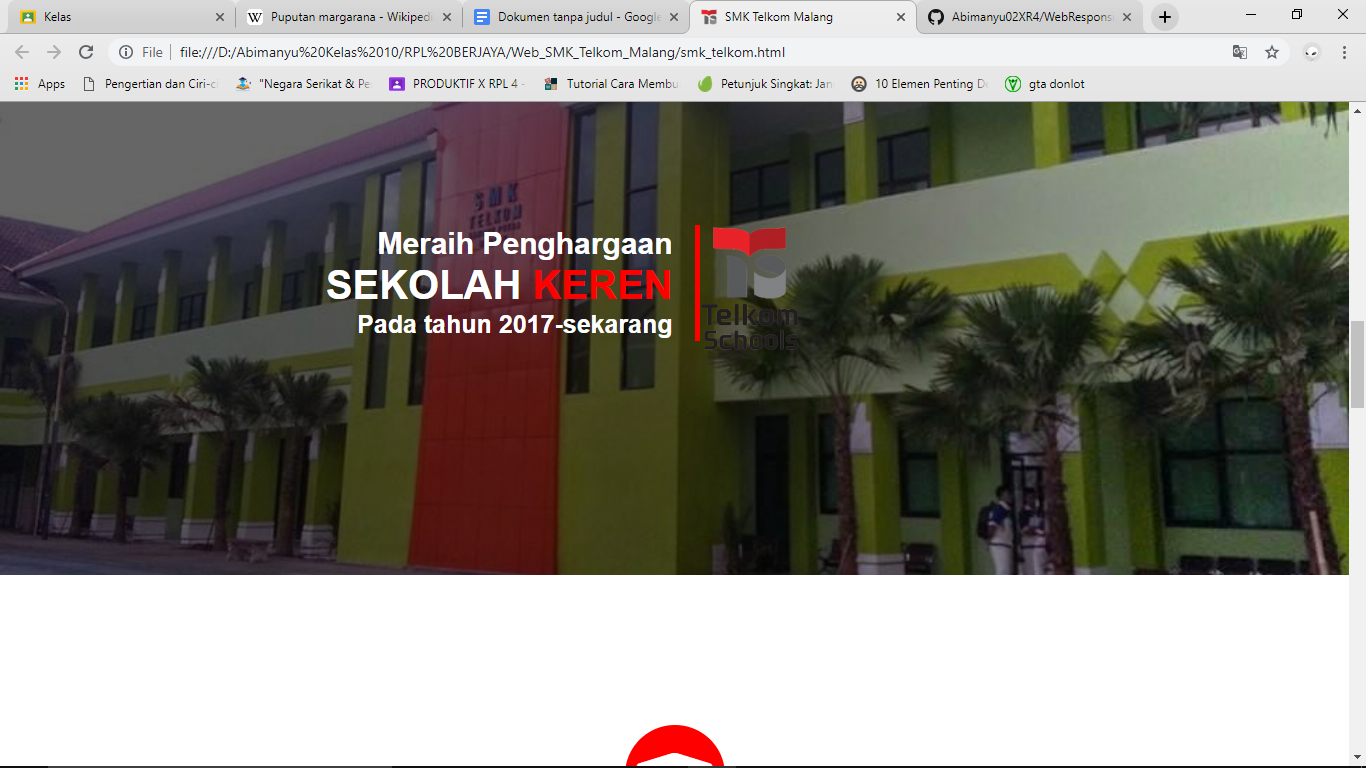 Kelas
Puputan margarana - Wikiped
Dokumen tanpa judul - Google
SMK Telkom Malang
Abimanyu02XR4/WebRespons
File
file:///D:/Abimanyu%20Kelas%2010/RPL%20BERJAYA/Web_SMK_Telkom_Malang/smk_telkom.html
Apps
Pengertian dan Ciri-c
"Negara Serikat & Pe
PRODUKTIF X RPL 4 -
Tutorial Cara Membu
Petunjuk Singkat: Jan
10 Elemen Penting D
gta donlot
SMK
TELKOM
Meraih Penghargaan
SEKOLAH KEREN
Pada tahun 2017-sekarang
Telkom
Schools